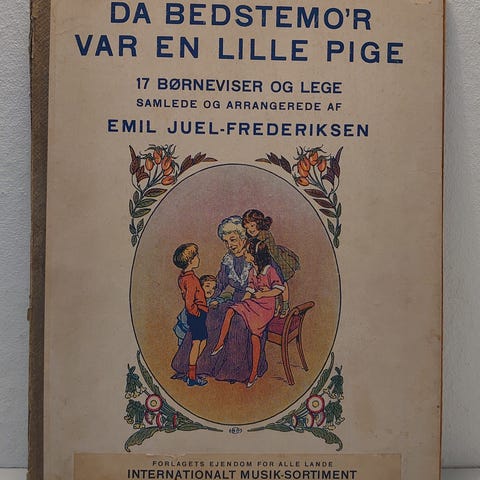 DA BEDSTEMO'R
VAR EN LILLE PIGE
17 BØRNEVISER OG LEGE
SAMLEDE OG ARRANGEREDE AF
EMIL JUEL-FREDERIKSEN
FORLAGETS EJENDOM FOR ALLE LANDE
INTERNATIONALT MUSIK-SORTIMENT